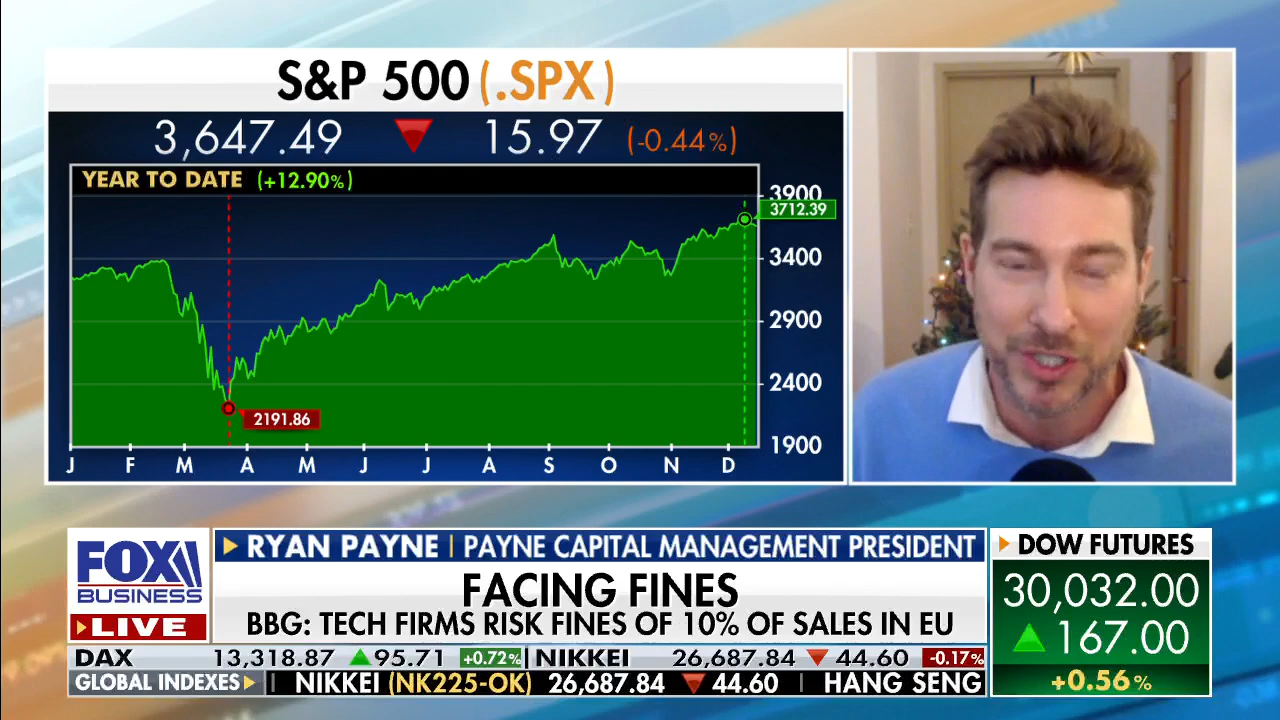 S&P 500 (.SPX)
3,647.49 ▼ 15.97 (-0.44%)
YEAR TO DATE (+12.90%)
3900
3712.39
3400
2900
2400
2191.86
1900
J F M A M J J A S O N D
FOX
BUSINESS
LIVE
RYAN PAYNE | PAYNE CAPITAL MANAGEMENT PRESIDENT
FACING FINES
BBG: TECH FIRMS RISK FINES OF 10% OF SALES IN EU
DAX 13,318.87 ▲ 95.71 +0.72% | NIKKEI 26,687.84 ▼ 44.60 -0.17%
GLOBAL INDEXES | NIKKEI (NK225-OK) 26,687.84 ▼ 44.60 | HANG SENG
DOW FUTURES
30,032.00
▲ 167.00
+0.56%